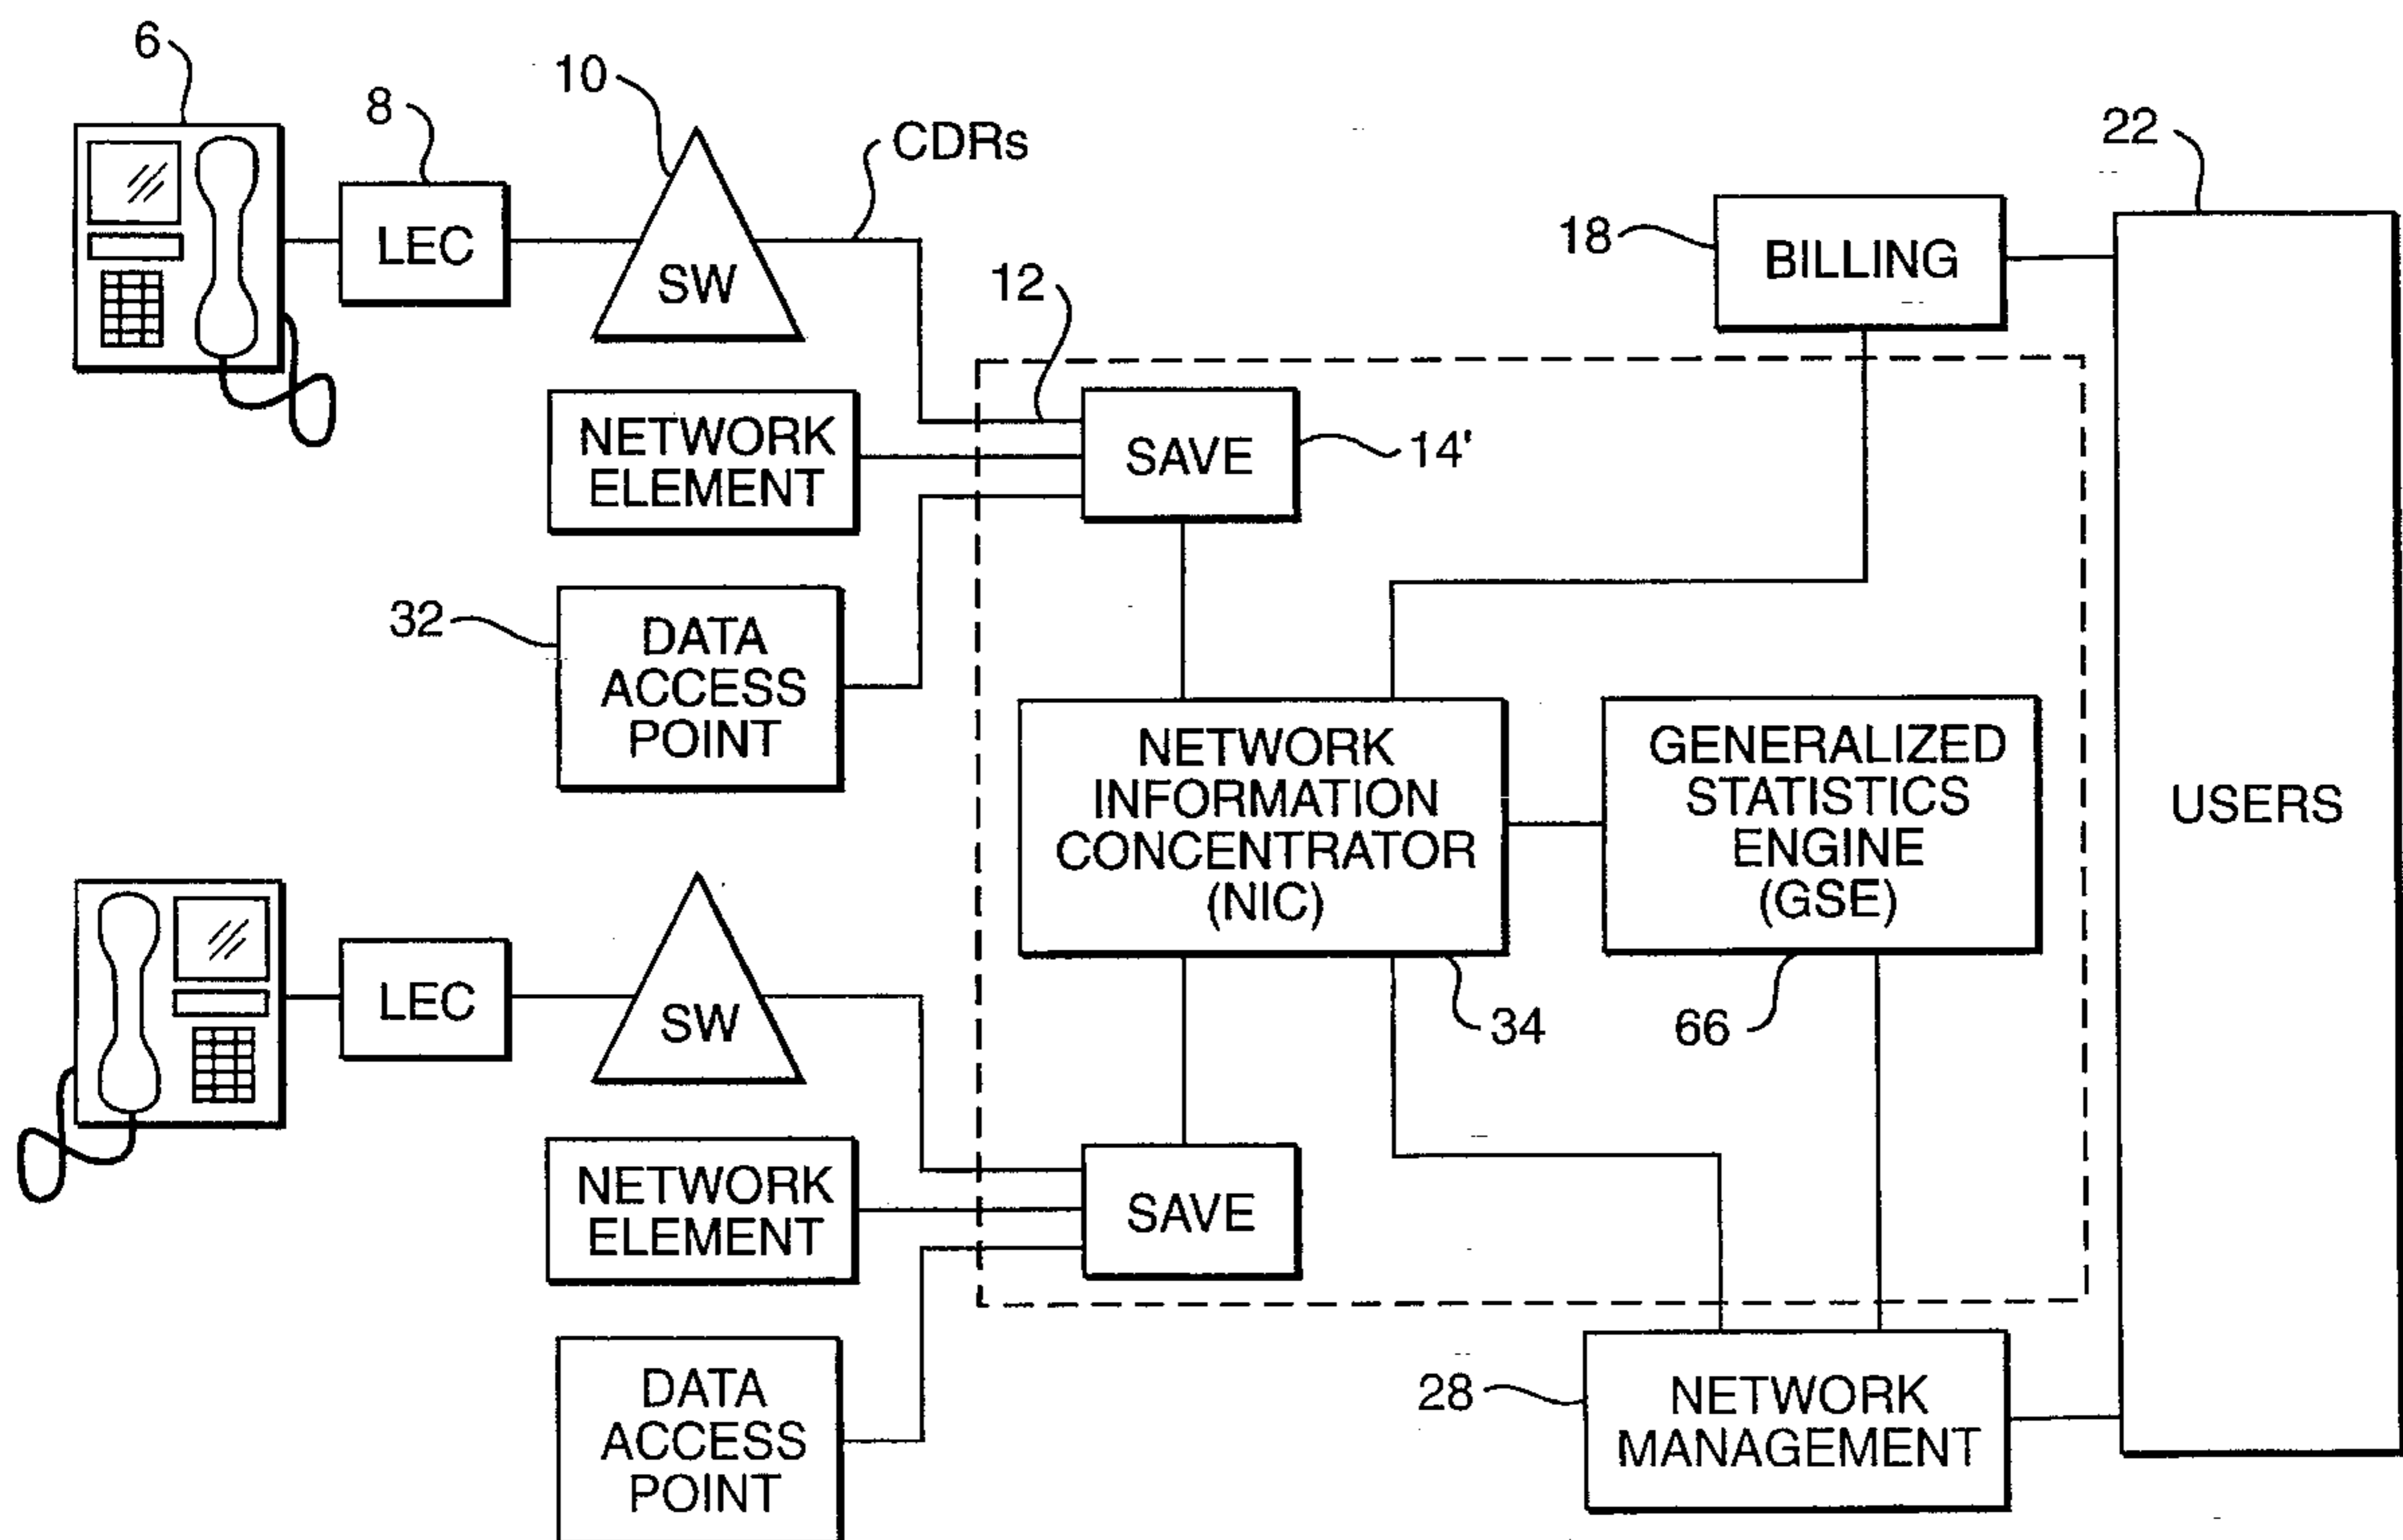 6
8
10
CDRs
22
LEC
SW
12
18
BILLING
NETWORK
ELEMENT
SAVE
14'
32
DATA
ACCESS
POINT
NETWORK
INFORMATION
CONCENTRATOR
(NIC)
GENERALIZED
STATISTICS
ENGINE
(GSE)
USERS
34
66
LEC
SW
NETWORK
ELEMENT
SAVE
DATA
ACCESS
POINT
28
NETWORK
MANAGEMENT